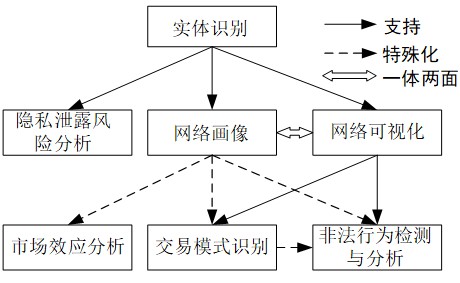 实体识别
支持
特殊化
一体两面
隐私泄露风
险分析
网络画像
网络可视化
市场效应分析
交易模式识别
非法行为检测
与分析